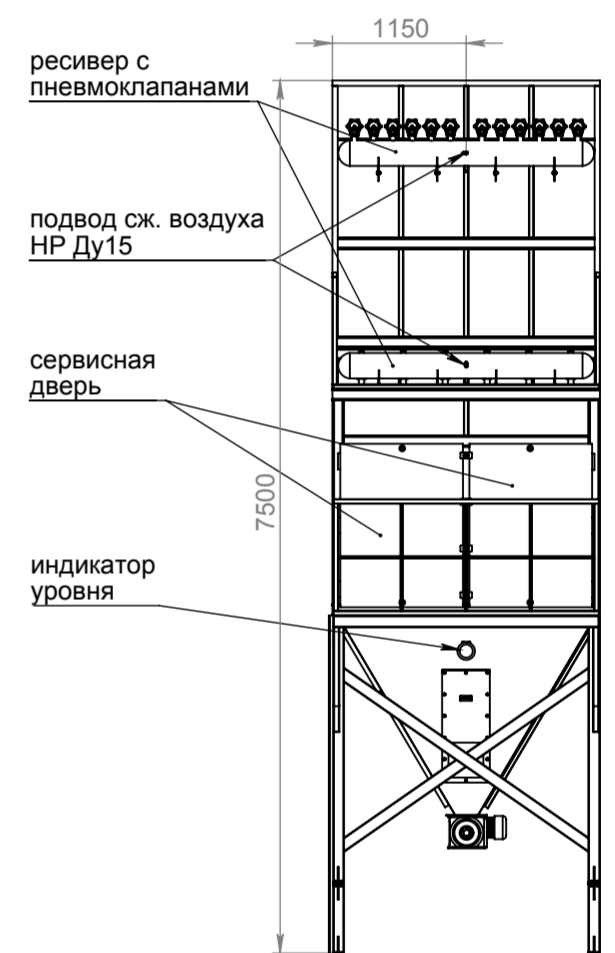 1150
ресивер с
пневмоклапанами
подвод сж. воздуха
НР Ду15
сервисная
дверь
7500
индикатор
уровня